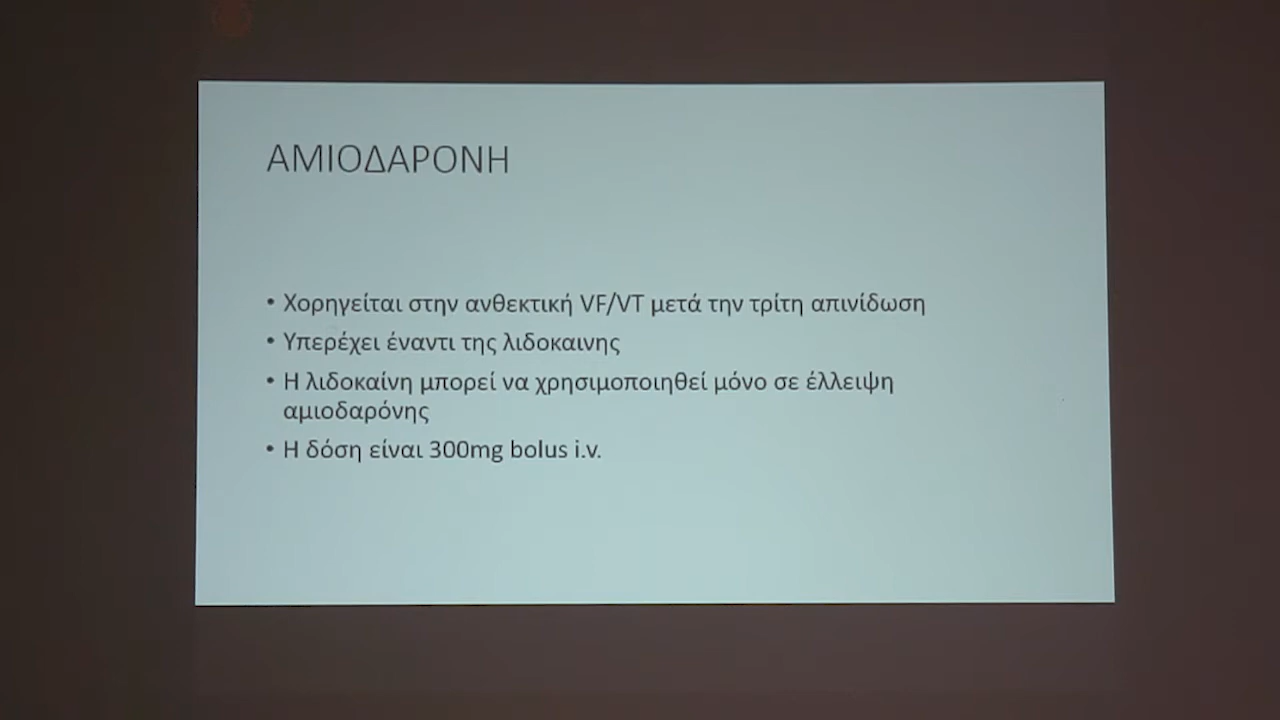 ΑΜΙΟΔΑΡΟΝΗ
• Χορηγείται στην ανθεκτική VF/VT μετά την τρίτη απινίδωση
• Υπερέχει έναντι της λιδοκαινης
• Η λιδοκαίνη μπορεί να χρησιμοποιηθεί μόνο σε έλλειψη
αμιοδαρόνης
• Η δόση είναι 300mg bolus i.v.